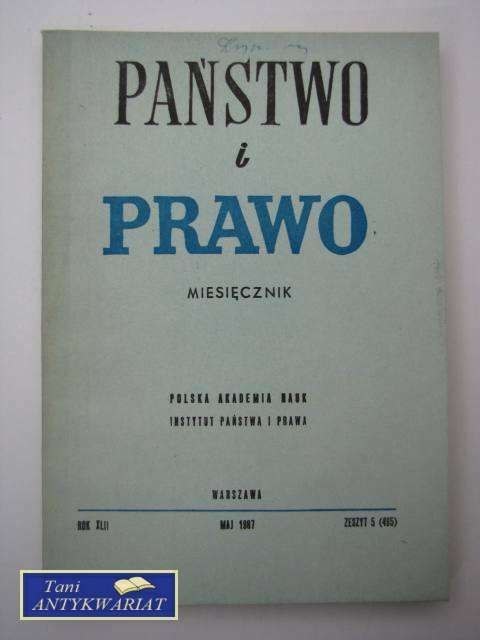 PAŃSTWO
i
PRAWO
MIESIĘCZNIK
POLSKA AKADEMIA NAUK
INSTYTUT PAŃSTWA I PRAWA
WARSZAWA
ROK XLII MAJ 1987 ZESZYT 5 (495)
Tani
ANTYKWARIAT